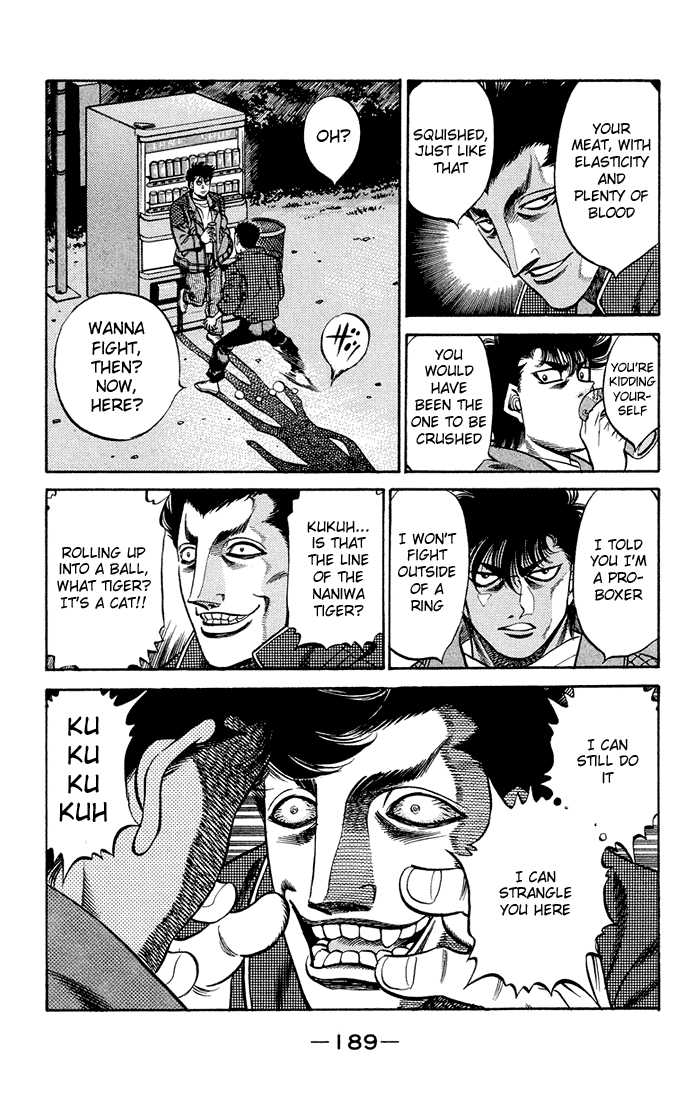 YOUR
MEAT, WITH
ELASTICITY
AND
PLENTY OF
BLOOD
SQUISHED,
JUST LIKE
THAT
OH?
WANNA
FIGHT,
THEN?
NOW,
HERE?
YOU'RE
KIDDING
YOUR-
SELF
YOU
WOULD
HAVE
BEEN THE
ONE TO BE
CRUSHED
I TOLD
YOU I'M
A PRO-
BOXER
I WON'T
FIGHT
OUTSIDE
OF A
RING
KUKUH...
IS THAT
THE LINE
OF THE
NANIWA
TIGER?
ROLLING UP
INTO A BALL,
WHAT TIGER?
IT'S A CAT!!
I CAN
STILL DO
IT
KU
KU
KU
KUH
I CAN
STRANGLE
YOU HERE
—189—